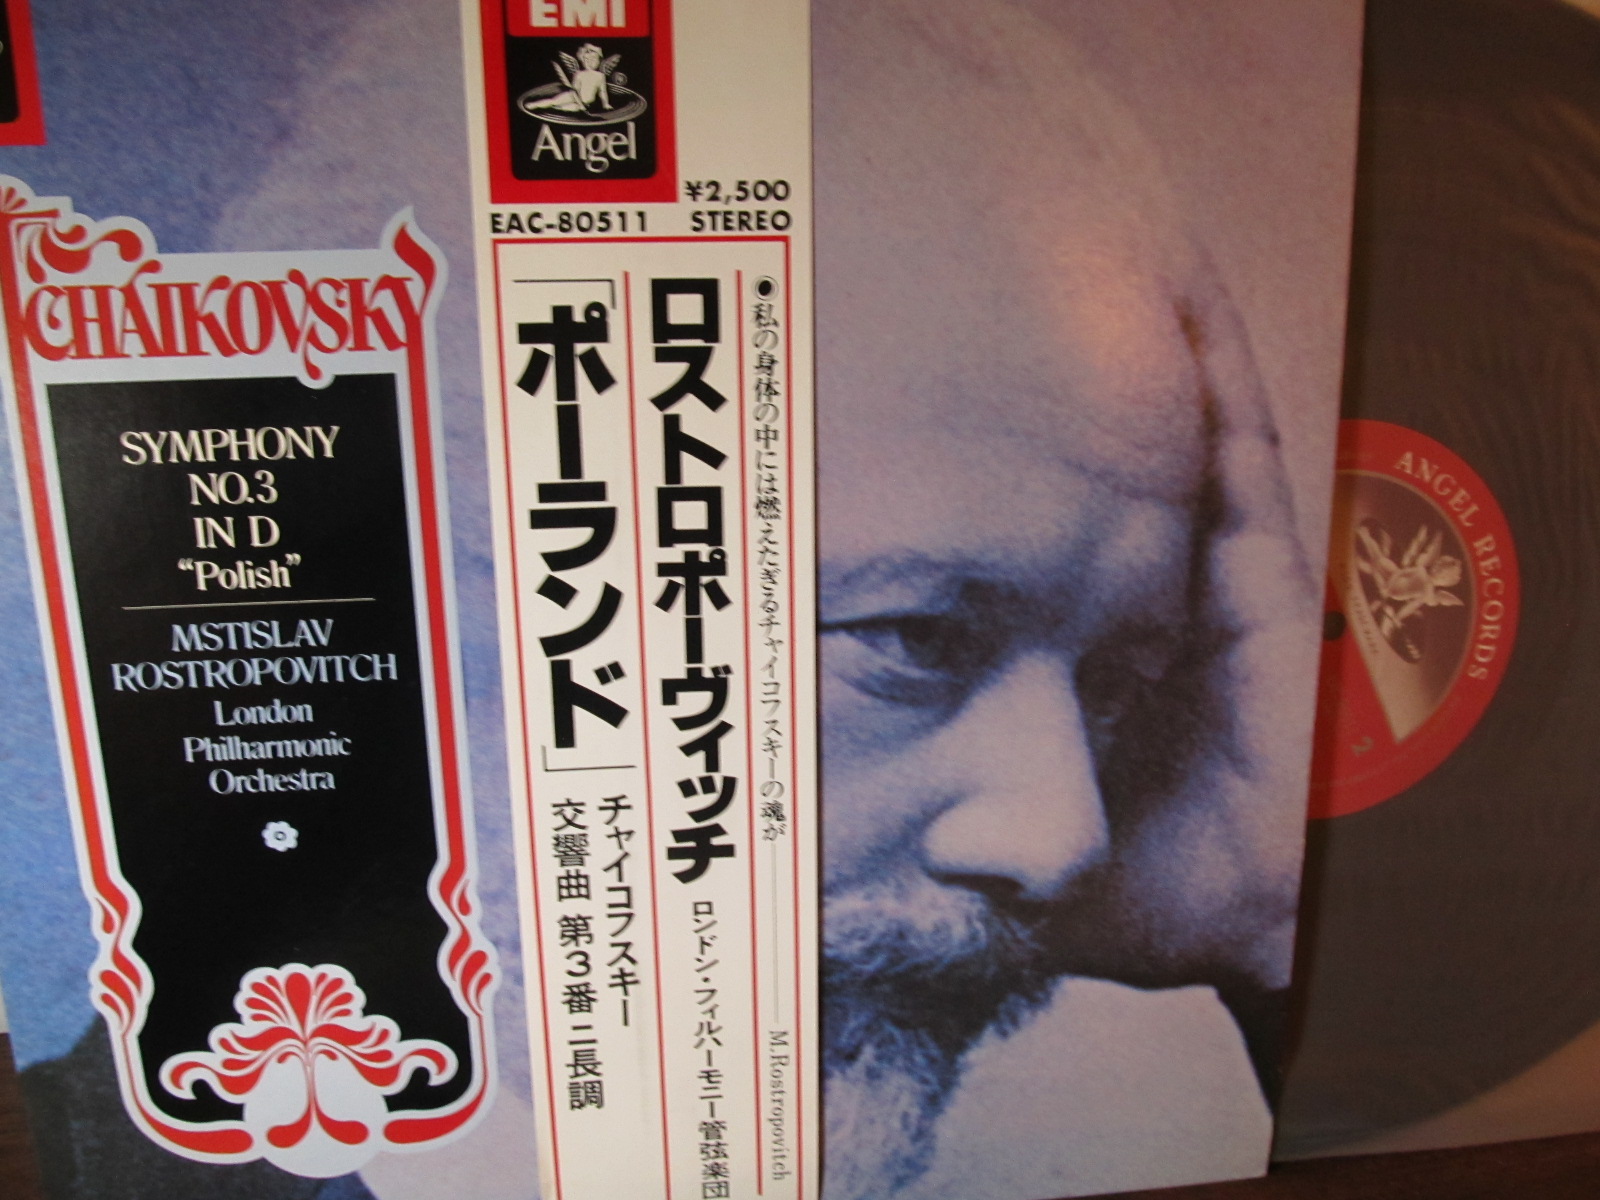 TCHAIKOVSKY
SYMPHONY
NO.3
IN D
“Polish”
MSTISLAV
ROSTROPOVITCH
London
Philharmonic
Orchestra
EMI
Angel
¥2,500
EAC-80511 STEREO
◉私の身体の中には燃えたぎるチャイコフスキーの魂が――M.Rostropovitch
ロストロポーヴィッチ ロンドン・フィルハーモニー管弦楽団
「ポーランド」
チャイコフスキー
交響曲 第3番 ニ長調
ANGEL RECORDS
2